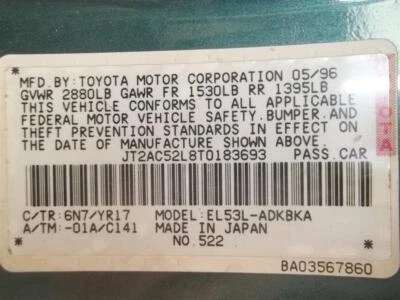 MFD.BY:TOYOTA MOTOR CORPORATION 05/96
GVWR 2880LB GAWR FR 1530LB RR 1395LB
THIS VEHICLE CONFORMS TO ALL APPLICABLE
FEDERAL MOTOR VEHICLE SAFETY,BUMPER,AND
THEFT PREVENTION STANDARDS IN EFFECT ON
THE DATE OF MANUFACTURE SHOWN ABOVE.
JT2AC52L8T0183693 PASS.CAR
C/TR:6N7/YR17 MODEL:EL53L-ADKBKA
A/TM:-01A/C141 MADE IN JAPAN
NO.522
BA03567860